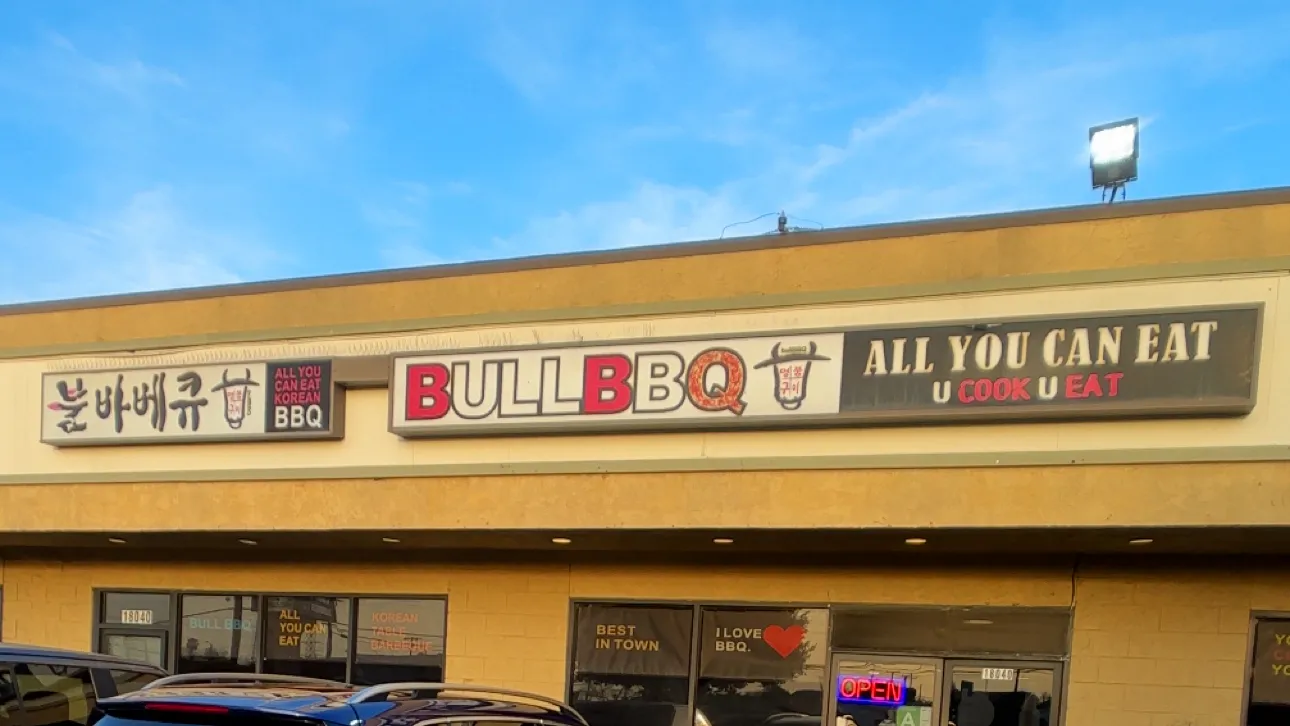 불바베큐
ALL YOU
CAN EAT
KOREAN
BBQ
BULLBBQ
ALL YOU CAN EAT
U COOK U EAT
18040
BULL BBQ
ALL
YOU CAN
EAT
KOREAN
TABLE
BARBEQUE
BEST
IN TOWN
I LOVE
BBQ.
OPEN
18040
A